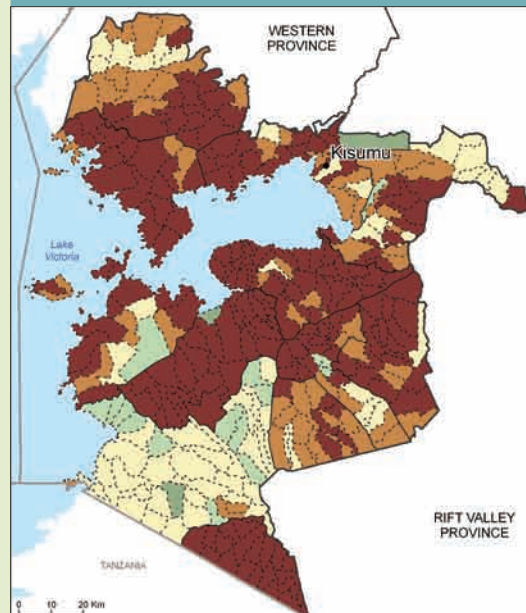 WESTERN
PROVINCE
Kisumu
Lake
Victoria
RIFT VALLEY
PROVINCE
TANZANIA
0 10 20 Km